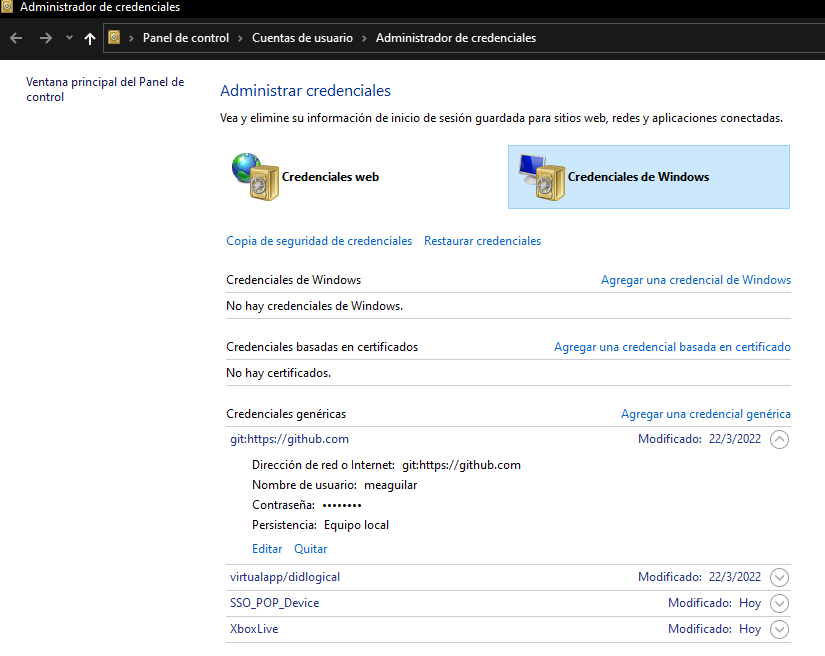 Administrador de credenciales
Panel de control > Cuentas de usuario > Administrador de credenciales
Ventana principal del Panel de
control
Administrar credenciales
Vea y elimine su información de inicio de sesión guardada para sitios web, redes y aplicaciones conectadas.
Credenciales web
Credenciales de Windows
Copia de seguridad de credenciales Restaurar credenciales
Credenciales de Windows Agregar una credencial de Windows
No hay credenciales de Windows.
Credenciales basadas en certificados Agregar una credencial basada en certificado
No hay certificados.
Credenciales genéricas Agregar una credencial genérica
git:https://github.com Modificado: 22/3/2022
Dirección de red o Internet: git:https://github.com
Nombre de usuario: meaguilar
Contraseña: ••••••••
Persistencia: Equipo local
Editar Quitar
virtualapp/didlogical Modificado: 22/3/2022
SSO_POP_Device Modificado: Hoy
XboxLive Modificado: Hoy